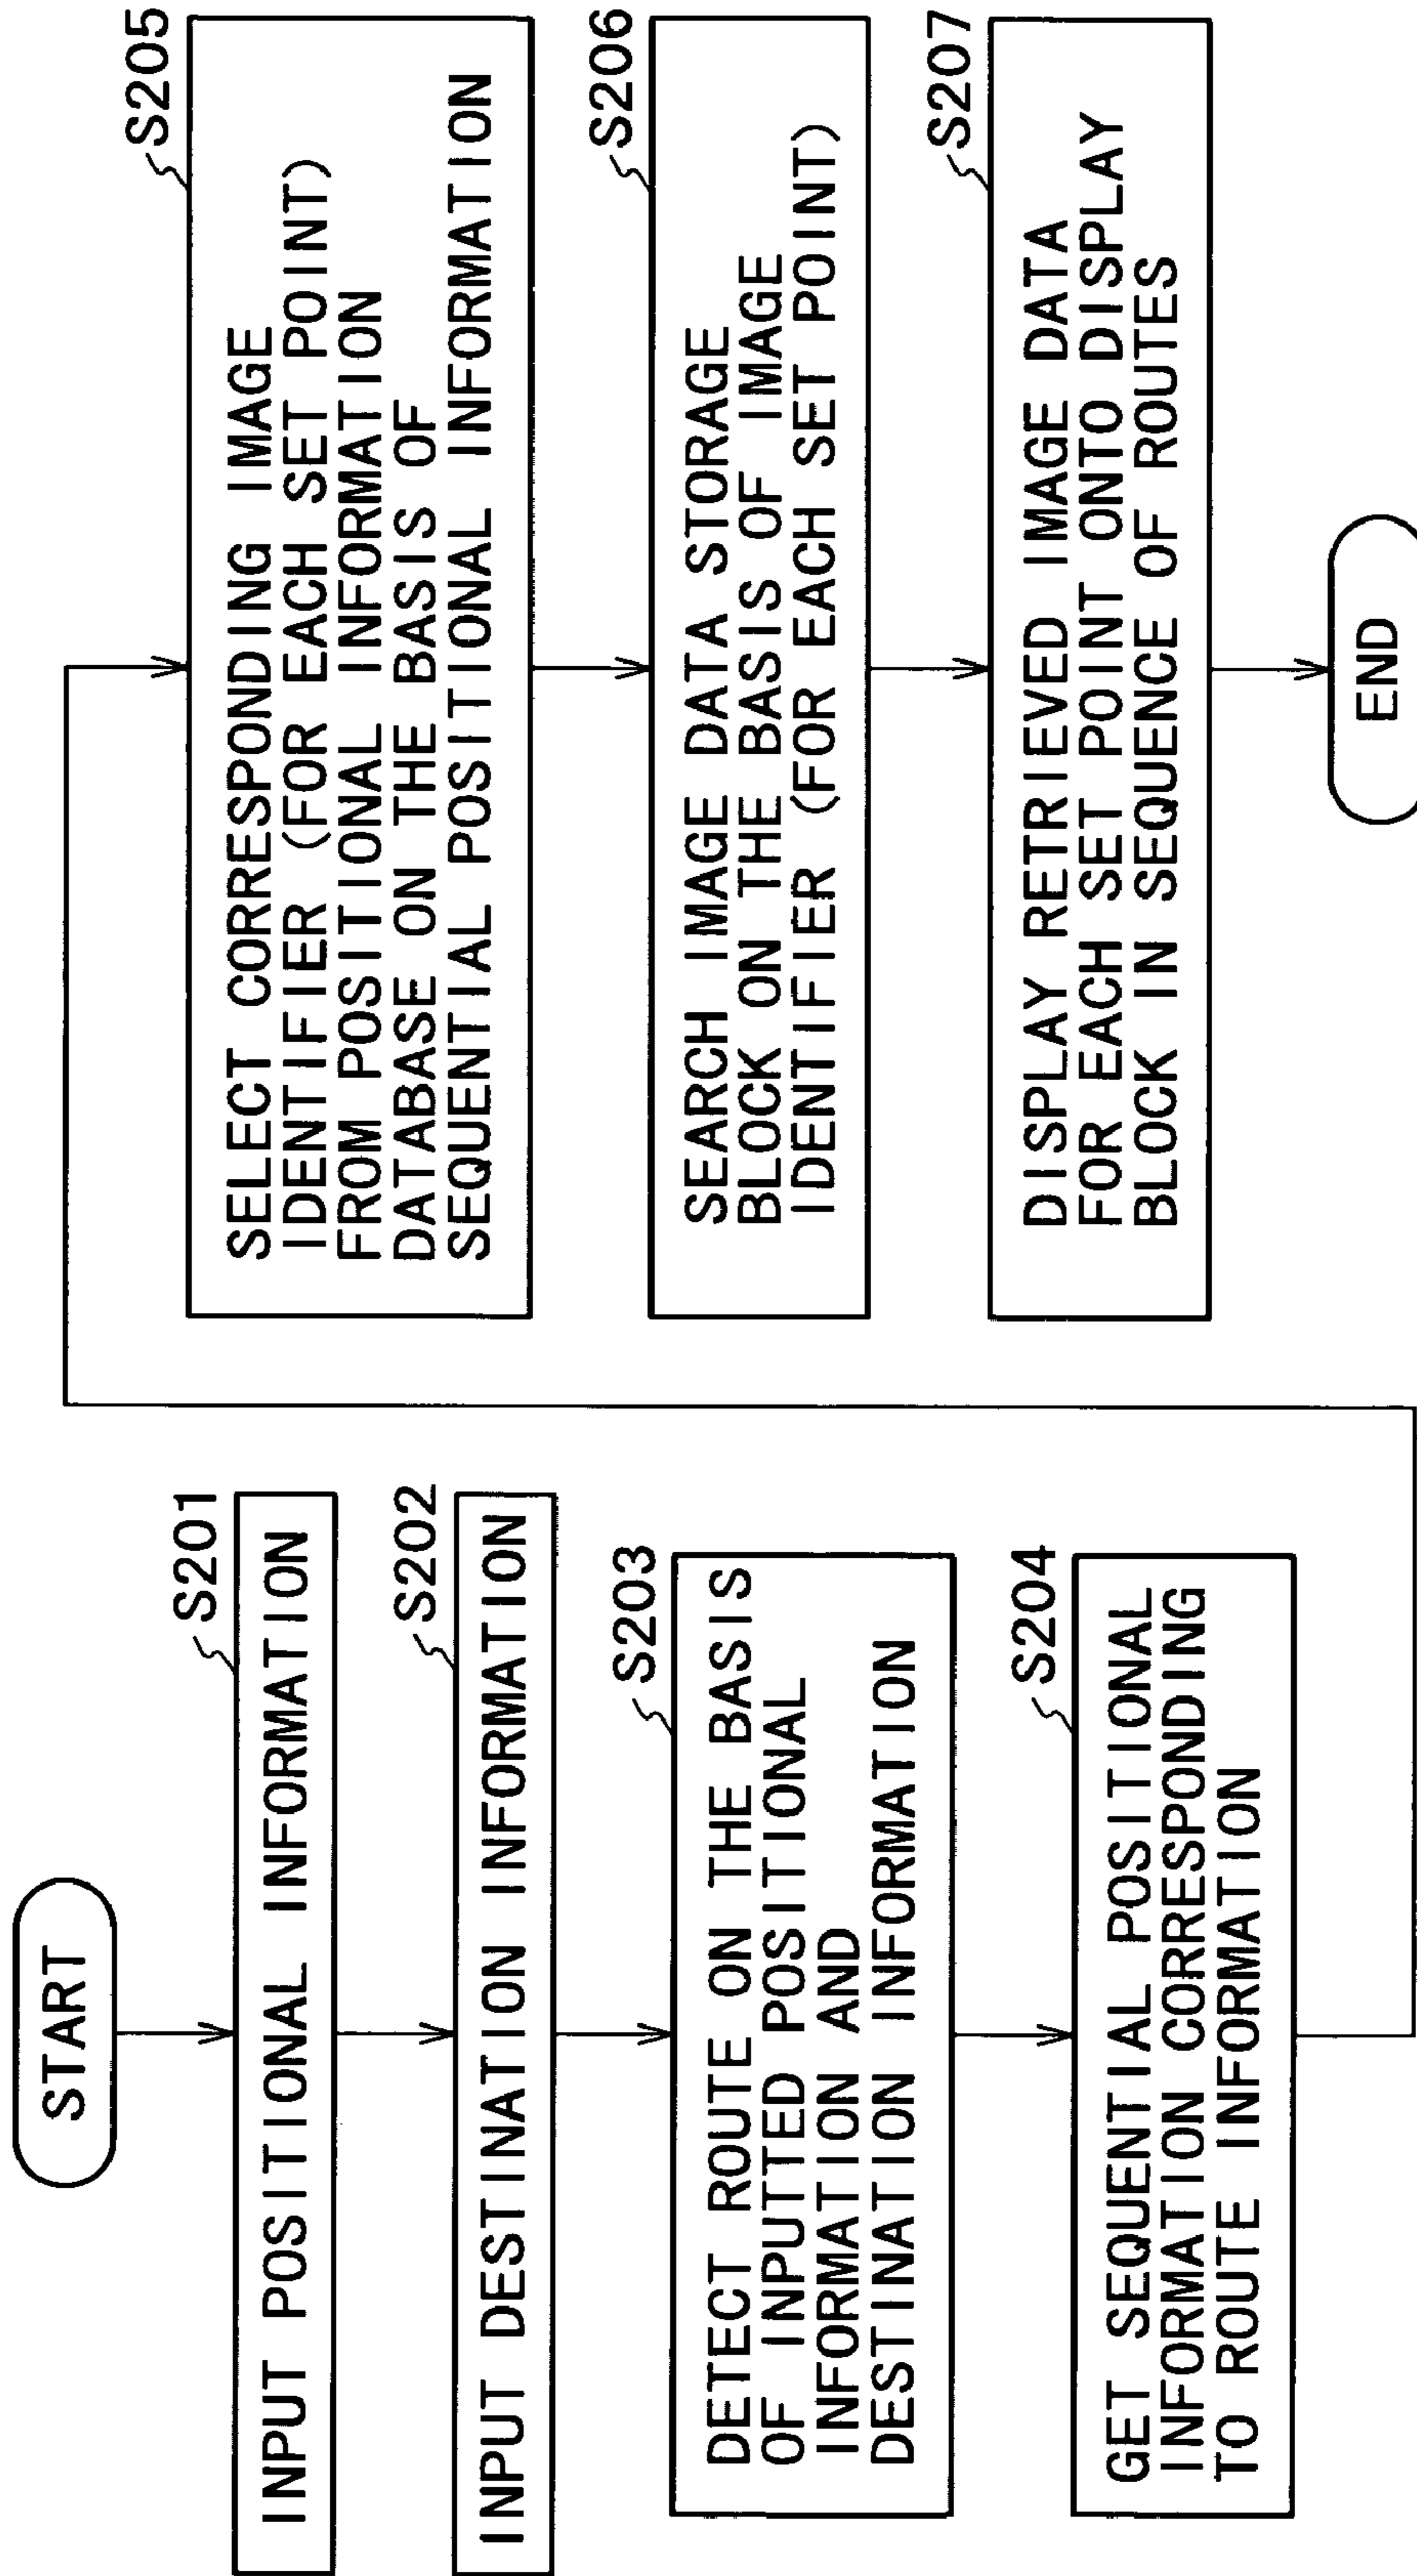 START
S201
INPUT POSITIONAL INFORMATION
S202
INPUT DESTINATION INFORMATION
S203
DETECT ROUTE ON THE BASIS
OF INPUTTED POSITIONAL
INFORMATION AND
DESTINATION INFORMATION
S204
GET SEQUENTIAL POSITIONAL
INFORMATION CORRESPONDING
TO ROUTE INFORMATION
S205
SELECT CORRESPONDING IMAGE
IDENTIFIER (FOR EACH SET POINT)
FROM POSITIONAL INFORMATION
DATABASE ON THE BASIS OF
SEQUENTIAL POSITIONAL INFORMATION
S206
SEARCH IMAGE DATA STORAGE
BLOCK ON THE BASIS OF IMAGE
IDENTIFIER (FOR EACH SET POINT)
S207
DISPLAY RETRIEVED IMAGE DATA
FOR EACH SET POINT ONTO DISPLAY
BLOCK IN SEQUENCE OF ROUTES
END